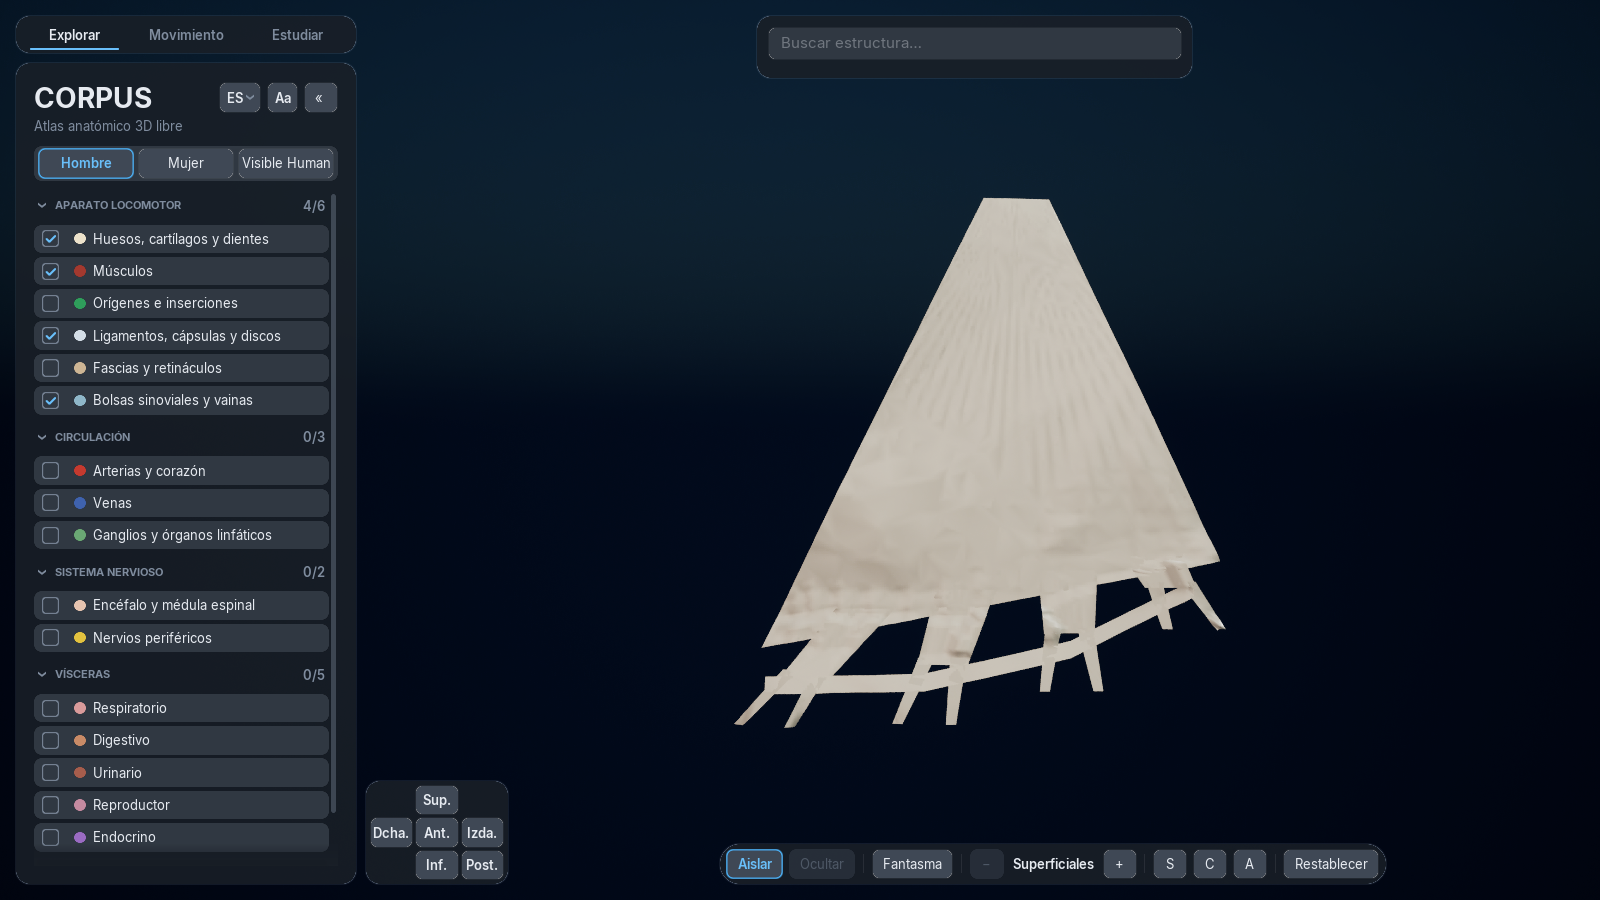 Explorar Movimiento Estudiar
Buscar estructura...
CORPUS ES Aa «
Atlas anatómico 3D libre
Hombre Mujer Visible Human
APARATO LOCOMOTOR 4/6
Huesos, cartílagos y dientes
Músculos
Orígenes e inserciones
Ligamentos, cápsulas y discos
Fascias y retináculos
Bolsas sinoviales y vainas
CIRCULACIÓN 0/3
Arterias y corazón
Venas
Ganglios y órganos linfáticos
SISTEMA NERVIOSO 0/2
Encéfalo y médula espinal
Nervios periféricos
VÍSCERAS 0/5
Respiratorio
Digestivo
Urinario
Reproductor
Endocrino
Sup.
Dcha. Ant. Izda.
Inf. Post.
Aislar Ocultar Fantasma − Superficiales + S C A Restablecer